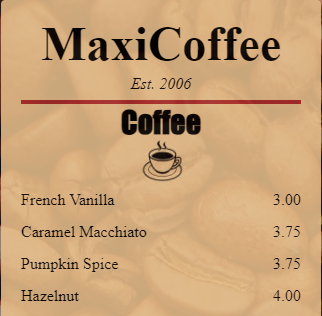 MaxiCoffee
Est. 2006
Coffee
French Vanilla 3.00
Caramel Macchiato 3.75
Pumpkin Spice 3.75
Hazelnut 4.00